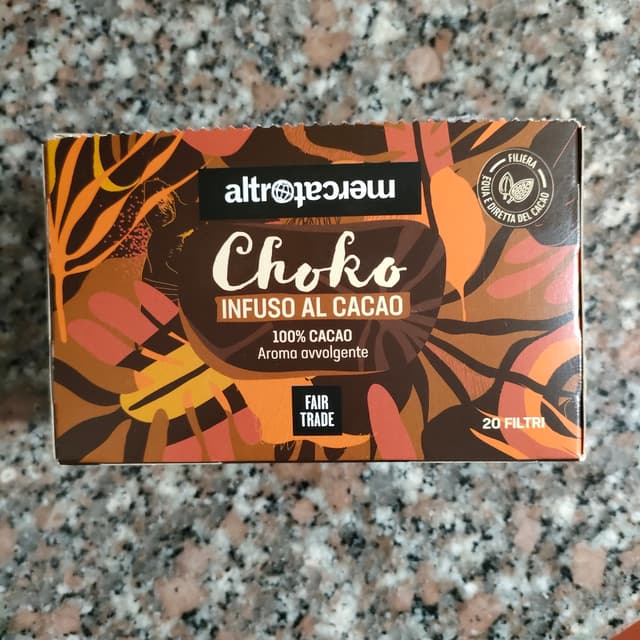 altromercato
FILIERA
EQUA E DIRETTA DEL CACAO
Choko
INFUSO AL CACAO
100% CACAO
Aroma avvolgente
FAIR
TRADE
20 FILTRI